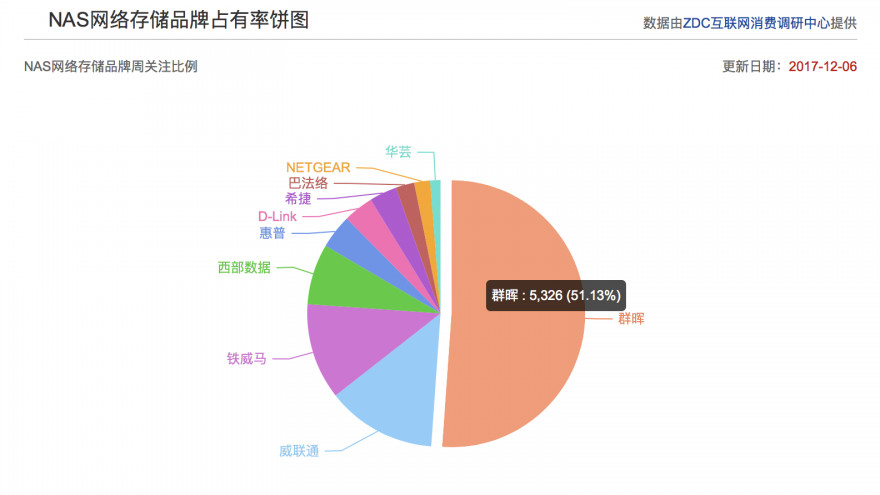 NAS网络存储品牌占有率饼图
数据由ZDC互联网消费调研中心提供
NAS网络存储品牌周关注比例
更新日期：2017-12-06
华芸
NETGEAR
巴法络
希捷
D-Link
惠普
西部数据
群晖 : 5,326 (51.13%)
群晖
铁威马
威联通